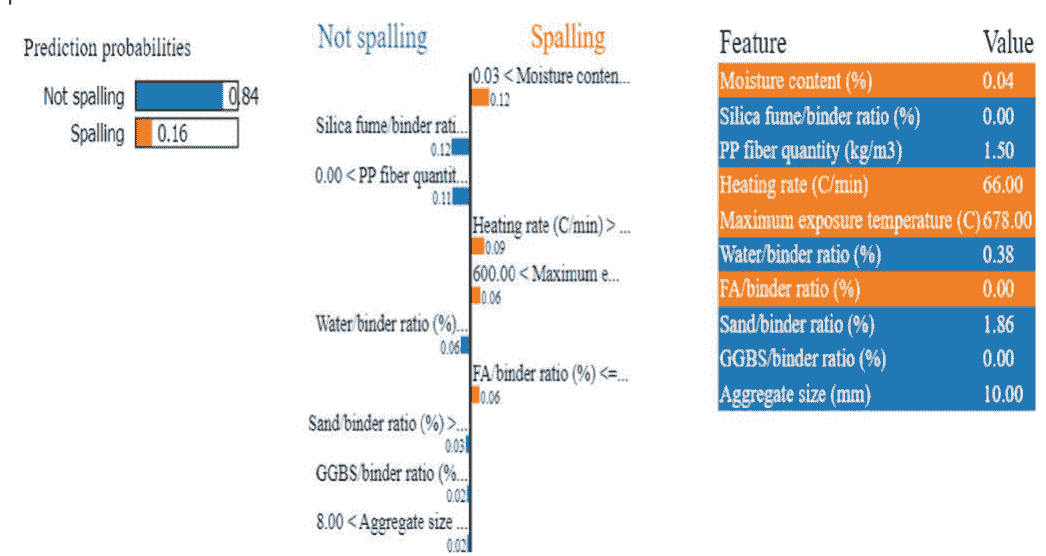 Prediction probabilities
Not spalling 0.84
Spalling 0.16
Not spalling Spalling
0.03 < Moisture conten...
0.12
Silica fume/binder rati...
0.12
0.00 < PP fiber quantit...
0.11
Heating rate (C/min) > ...
0.09
600.00 < Maximum e...
0.06
Water/binder ratio (%)...
0.06
FA/binder ratio (%) <=...
0.06
Sand/binder ratio (%) >...
0.03
GGBS/binder ratio (%...
0.02
8.00 < Aggregate size ...
0.02
Feature Value
Moisture content (%) 0.04
Silica fume/binder ratio (%) 0.00
PP fiber quantity (kg/m3) 1.50
Heating rate (C/min) 66.00
Maximum exposure temperature (C) 678.00
Water/binder ratio (%) 0.38
FA/binder ratio (%) 0.00
Sand/binder ratio (%) 1.86
GGBS/binder ratio (%) 0.00
Aggregate size (mm) 10.00